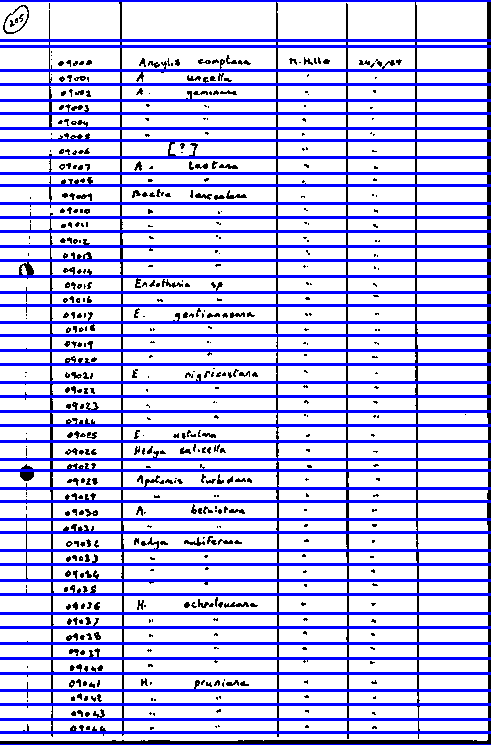 205
09000 Ancylis comptana M. Hull 24/4/84
09001 A uncella " "
09002 A. geminana " "
09003 " " " "
09004 " " " "
09005 " " " "
09006 [?] " "
09007 A. laetana " "
09008 " " " "
09009 Bactra lanceolana " "
09010 " " " "
09011 " " " "
09012 " " " "
09013 " " " "
09014 " " " "
09015 Endothenia sp " "
09016 " " " "
09017 E. gentianaeana " "
09018 " " " "
09019 " " " "
09020 " " " "
09021 E. nigricostana " "
09022 " " " "
09023 " " " "
09024 " " " "
09025 E. ustulana " "
09026 Hedya salicella " "
09027 " " " "
09028 Apotomis turbidana " "
09029 " " " "
09030 A. betuletana " "
09031 " " " "
09032 Hedya nubiferana " "
09033 " " " "
09034 " " " "
09035 " " " "
09036 H. ochroleucana " "
09037 " " " "
09038 " " " "
09039 " " " "
09040 " " " "
09041 H. pruniana " "
09042 " " " "
09043 " " " "
09044 " " " "